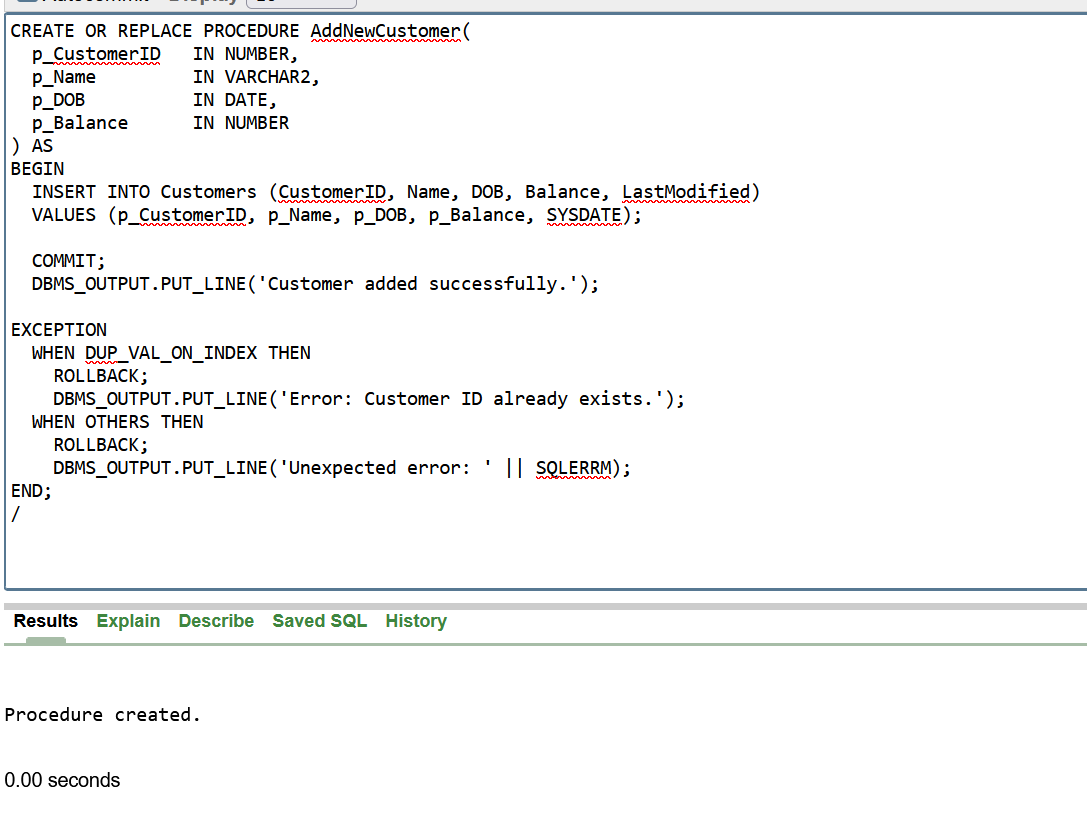 Autocommit Display 10
CREATE OR REPLACE PROCEDURE AddNewCustomer(
  p_CustomerID   IN NUMBER,
  p_Name         IN VARCHAR2,
  p_DOB          IN DATE,
  p_Balance      IN NUMBER
) AS
BEGIN
  INSERT INTO Customers (CustomerID, Name, DOB, Balance, LastModified)
  VALUES (p_CustomerID, p_Name, p_DOB, p_Balance, SYSDATE);

  COMMIT;
  DBMS_OUTPUT.PUT_LINE('Customer added successfully.');

EXCEPTION
  WHEN DUP_VAL_ON_INDEX THEN
    ROLLBACK;
    DBMS_OUTPUT.PUT_LINE('Error: Customer ID already exists.');
  WHEN OTHERS THEN
    ROLLBACK;
    DBMS_OUTPUT.PUT_LINE('Unexpected error: ' || SQLERRM);
END;
/
Results Explain Describe Saved SQL History
Procedure created.
0.00 seconds